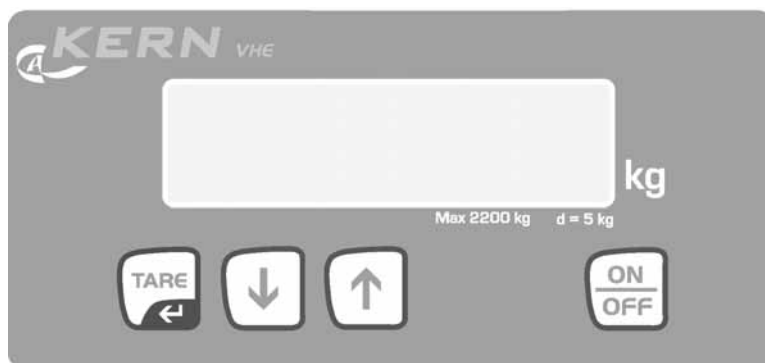 KERN VHE
A
kg
Max 2200 kg d = 5 kg
TARE
ON
OFF